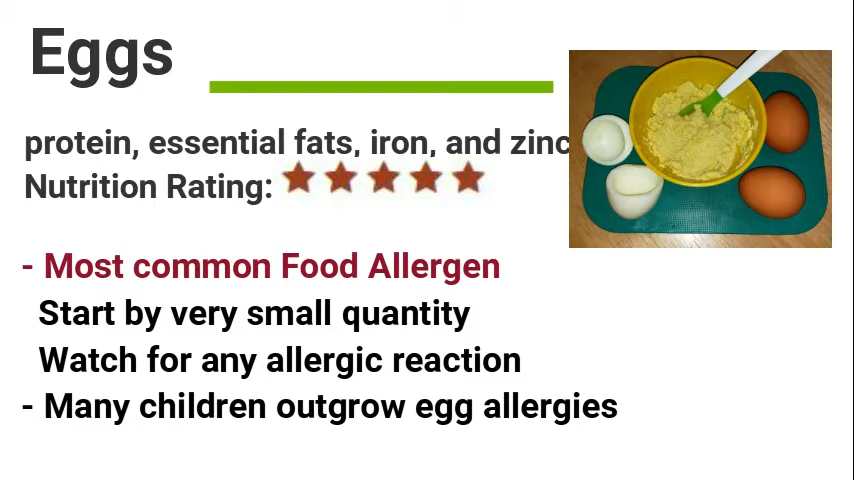 Eggs
protein, essential fats, iron, and zinc
Nutrition Rating:
- Most common Food Allergen
Start by very small quantity
Watch for any allergic reaction
- Many children outgrow egg allergies